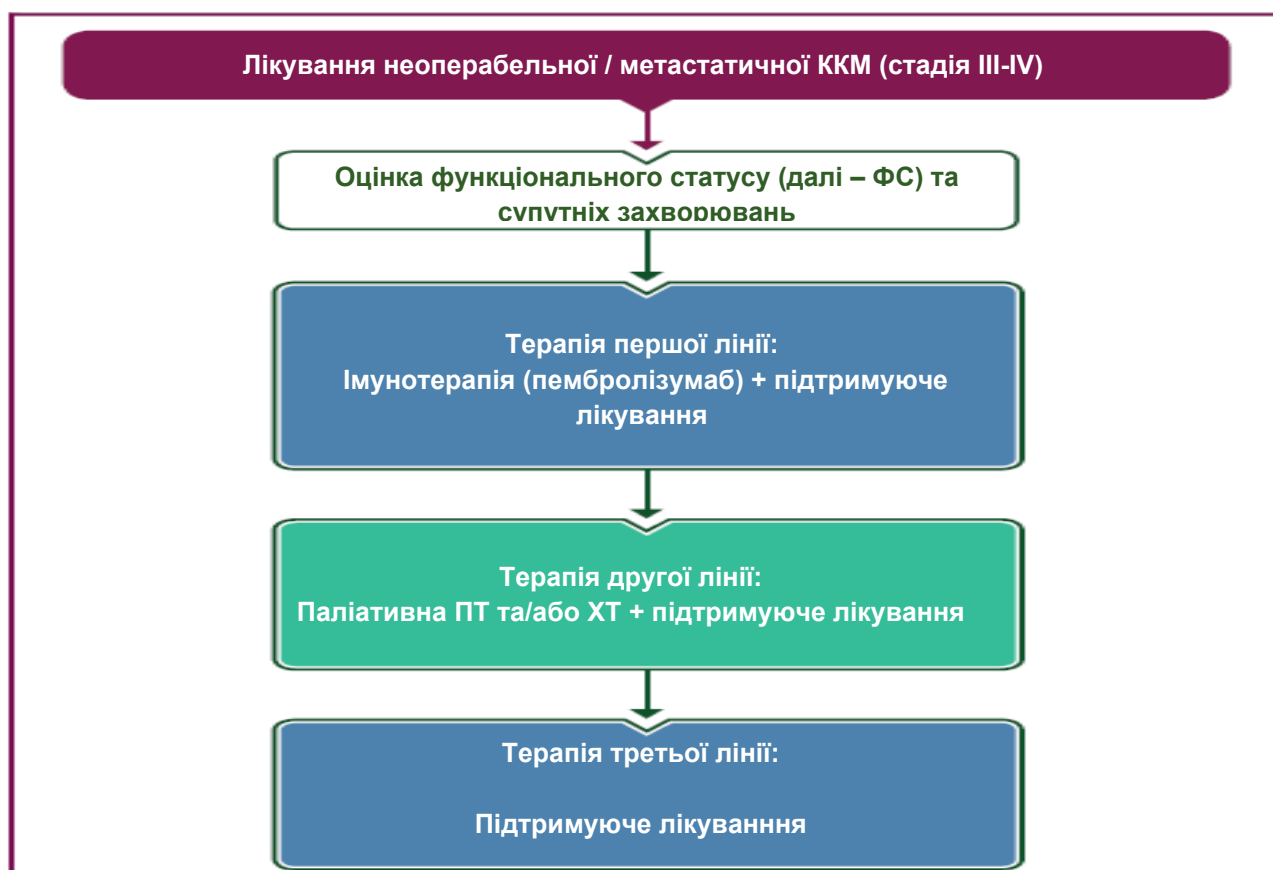 Лікування неоперабельної / метастатичної ККМ (стадія III-IV)
Оцінка функціонального статусу (далі – ФС) та
супутніх захворювань
Терапія першої лінії:
Імунотерапія (пембролізумаб) + підтримуюче
лікування
Терапія другої лінії:
Паліативна ПТ та/або ХТ + підтримуюче лікування
Терапія третьої лінії:
Підтримуюче лікуванння